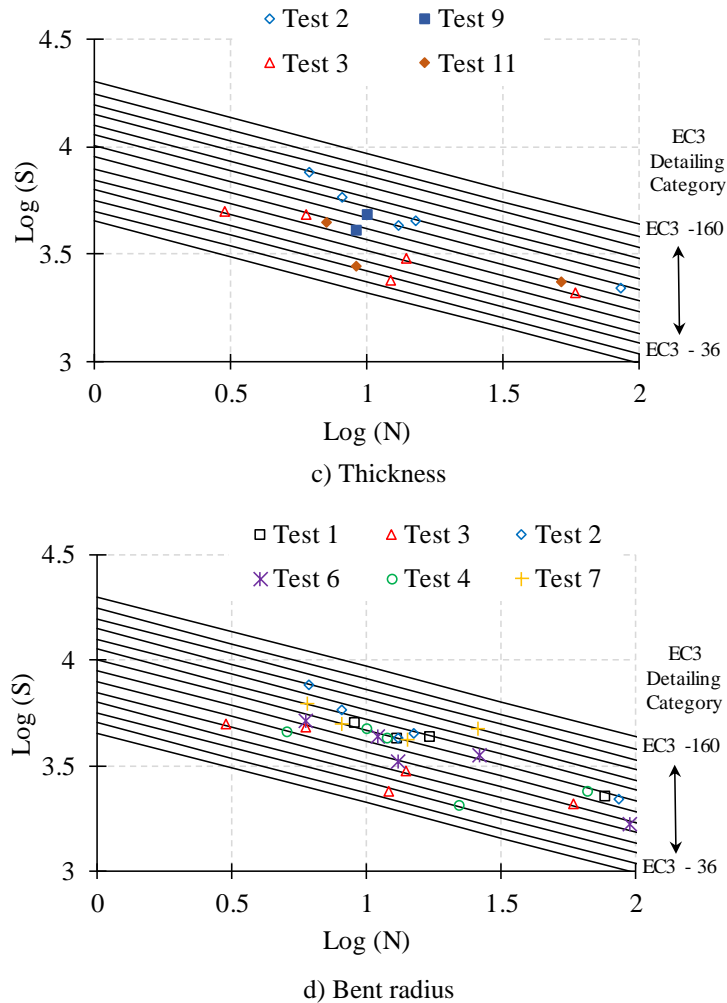 Test 2 Test 9
Test 3 Test 11
4.5
4
3.5
3
Log (S)
0 0.5 1 1.5 2
Log (N)
EC3
Detailing
Category
EC3 -160
EC3 - 36
c) Thickness
Test 1 Test 3 Test 2
Test 6 Test 4 Test 7
4.5
4
3.5
3
Log (S)
0 0.5 1 1.5 2
Log (N)
EC3
Detailing
Category
EC3 -160
EC3 - 36
d) Bent radius